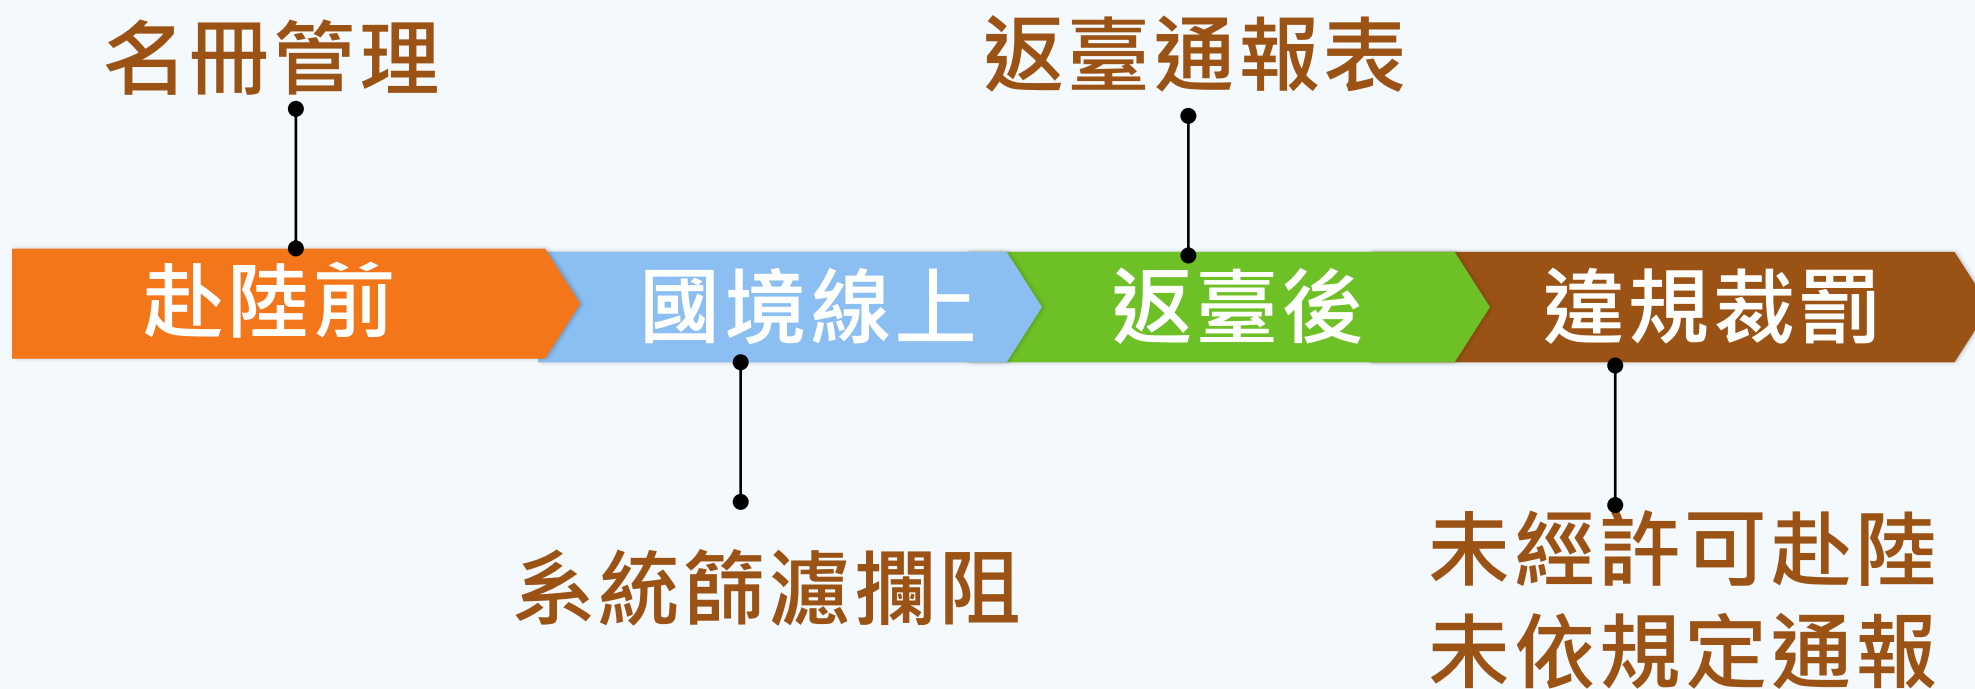 名冊管理
返臺通報表
赴陸前
國境線上
返臺後
違規裁罰
系統篩濾攔阻
未經許可赴陸
未依規定通報